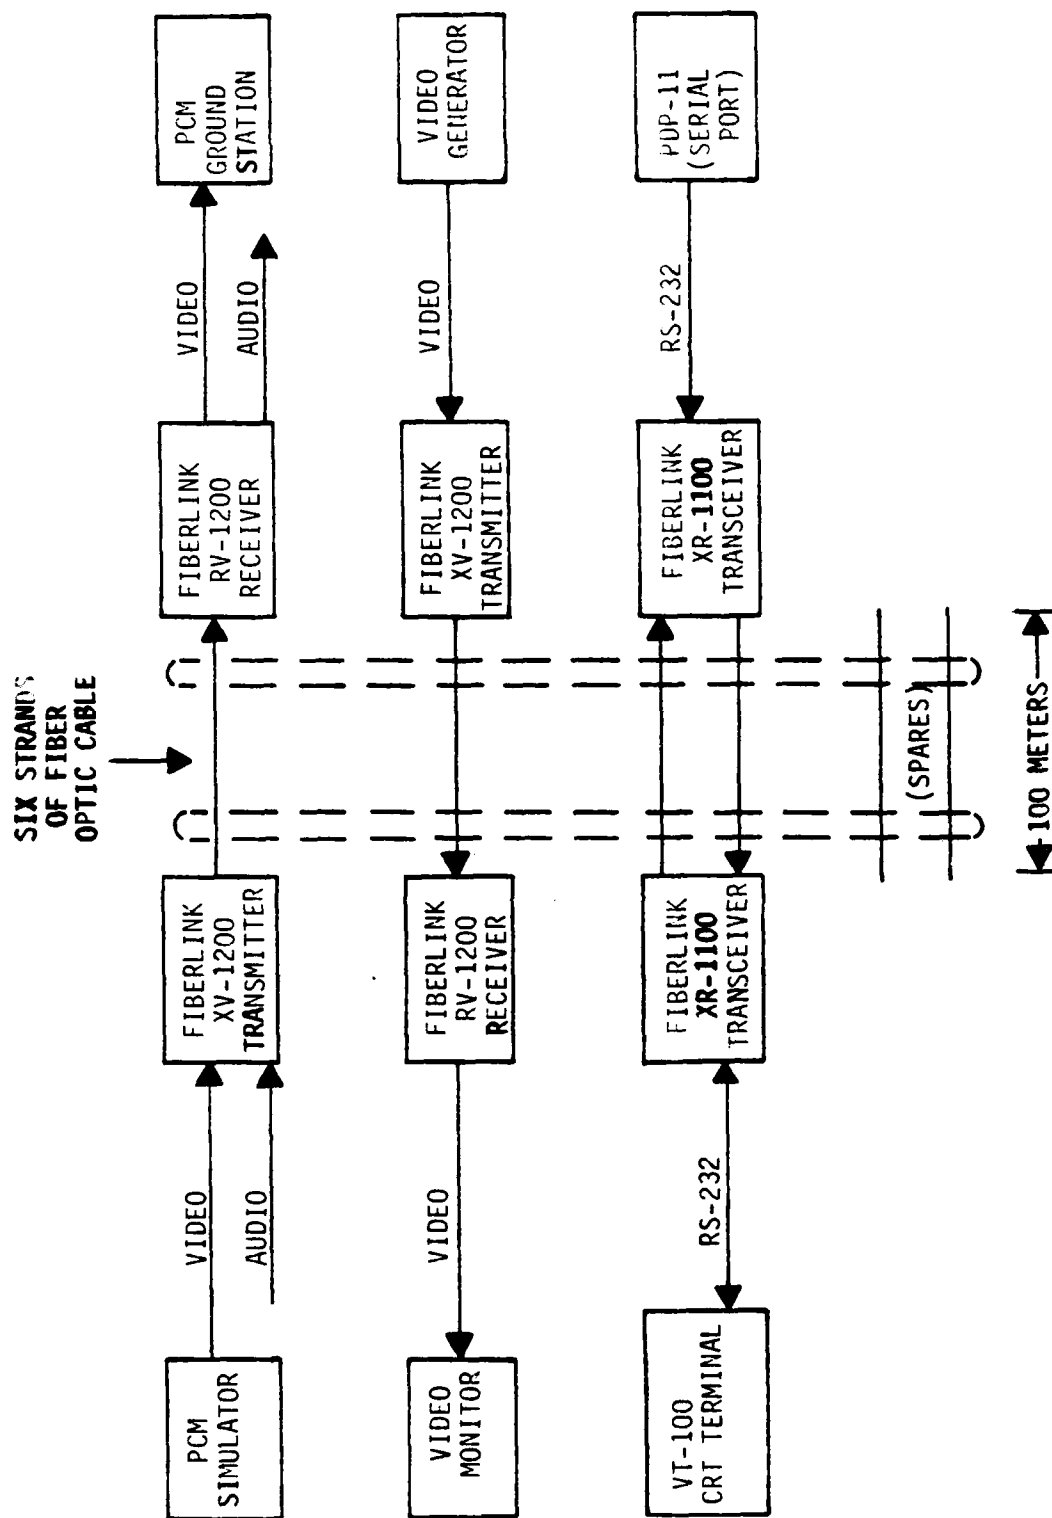 SIX STRANDS
OF FIBER
OPTIC CABLE
PCM
SIMULATOR
VIDEO
AUDIO
FIBERLINK
XV-1200
TRANSMITTER
FIBERLINK
RV-1200
RECEIVER
VIDEO
AUDIO
PCM
GROUND
STATION
VIDEO
MONITOR
VIDEO
FIBERLINK
RV-1200
RECEIVER
FIBERLINK
XV-1200
TRANSMITTER
VIDEO
VIDEO
GENERATOR
VT-100
CRT TERMINAL
RS-232
FIBERLINK
XR-1100
TRANSCEIVER
FIBERLINK
XR-1100
TRANSCEIVER
RS-232
PDP-11
(SERIAL
PORT)
(SPARES)
100 METERS